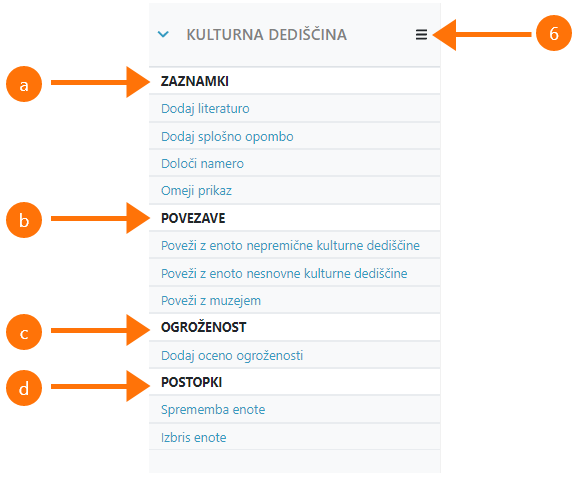 KULTURNA DEDIŠČINA
6
a
ZAZNAMKI
Dodaj literaturo
Dodaj splošno opombo
Določi namero
Omeji prikaz
b
POVEZAVE
Poveži z enoto nepremične kulturne dediščine
Poveži z enoto nesnovne kulturne dediščine
Poveži z muzejem
c
OGROŽENOST
Dodaj oceno ogroženosti
d
POSTOPKI
Sprememba enote
Izbris enote